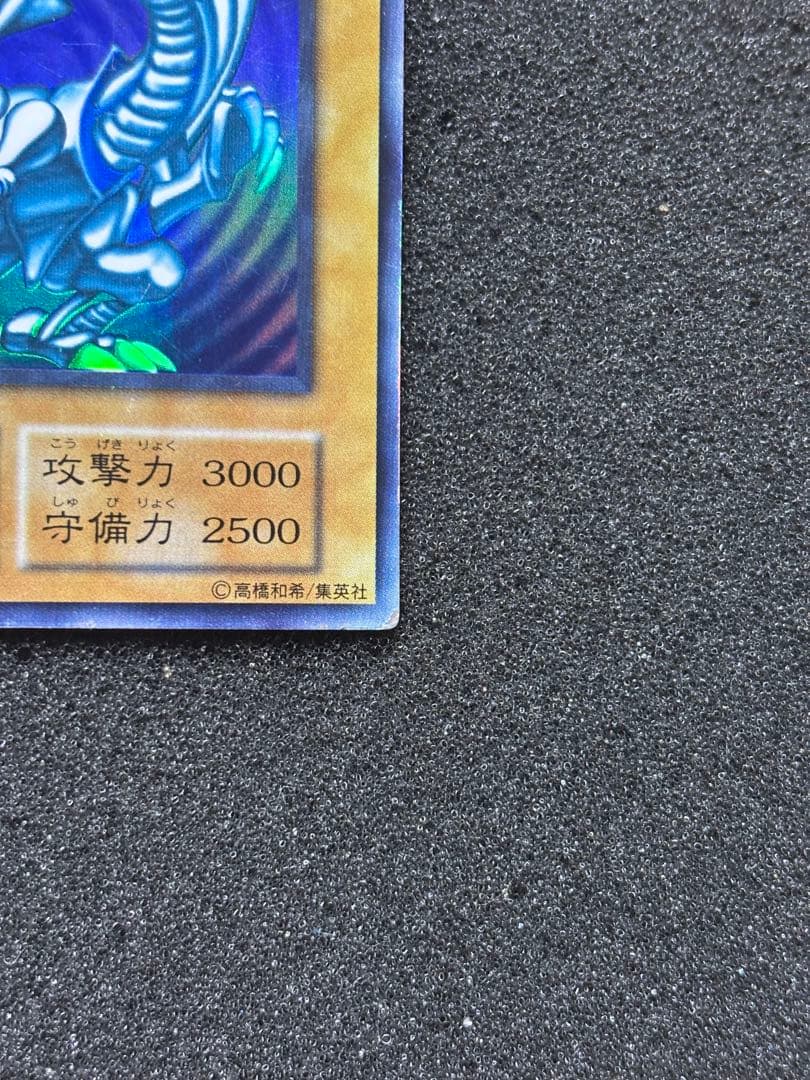 こう げき りょく
攻撃力 3000
しゅ び りょく
守備力 2500
©高橋和希/集英社